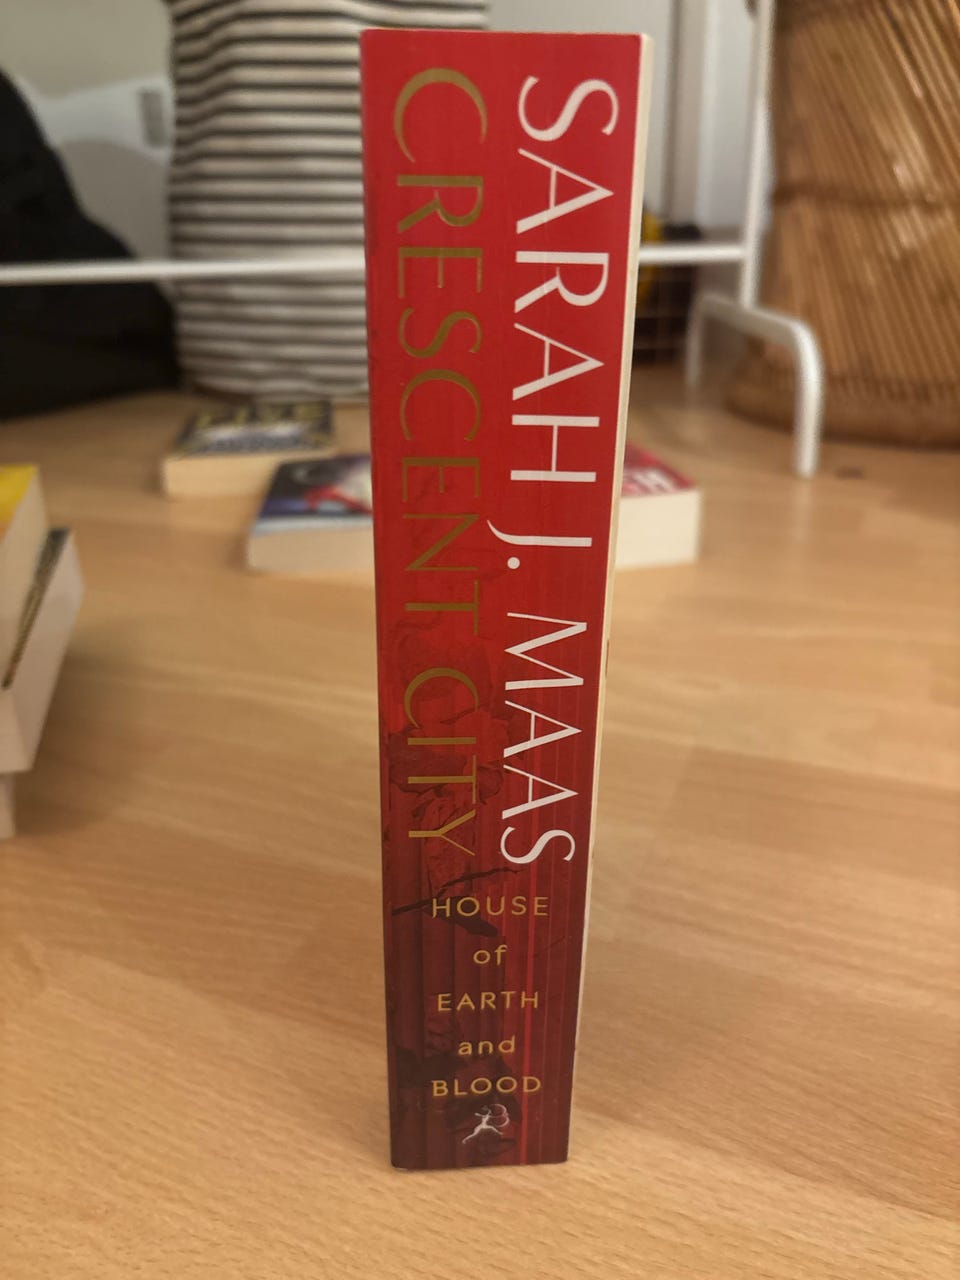 SARAH J. MAAS
CRESCENT CITY
HOUSE
of
EARTH
and
BLOOD